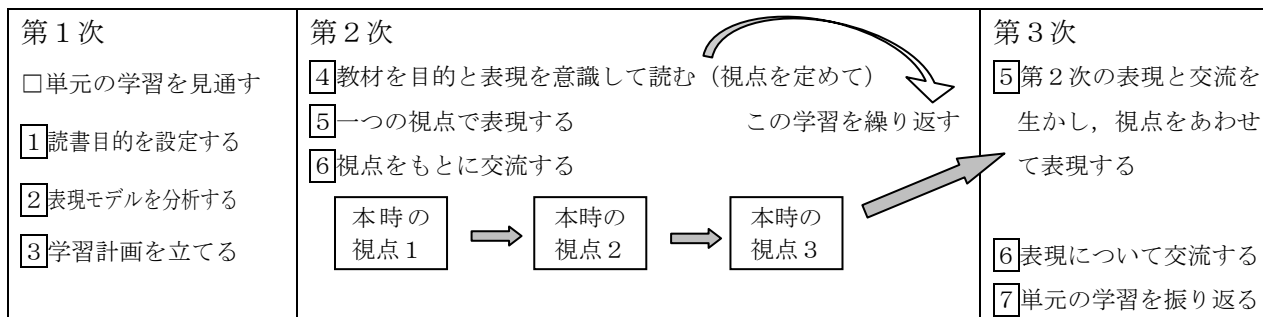 第１次
□単元の学習を見通す
1読書目的を設定する
2表現モデルを分析する
3学習計画を立てる
第２次
4教材を目的と表現を意識して読む（視点を定めて）
5一つの視点で表現する
この学習を繰り返す
6視点をもとに交流する
本時の
視点１
本時の
視点２
本時の
視点３
第３次
5第２次の表現と交流を
生かし，視点をあわせ
て表現する
6表現について交流する
7単元の学習を振り返る